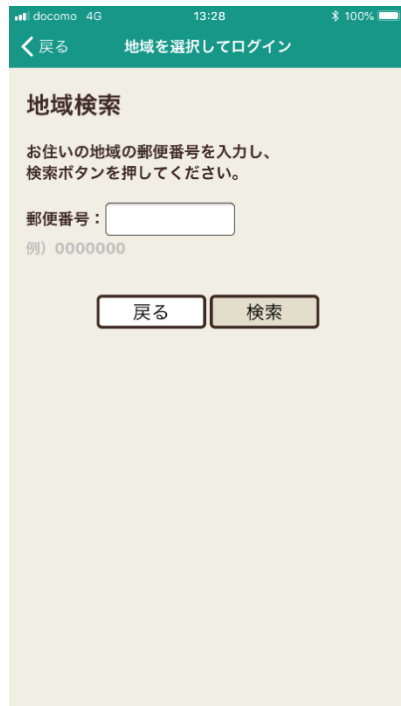 docomo 4G 13:28 100%
戻る 地域を選択してログイン
地域検索
お住いの地域の郵便番号を入力し、
検索ボタンを押してください。
郵便番号：
例）0000000
戻る 検索